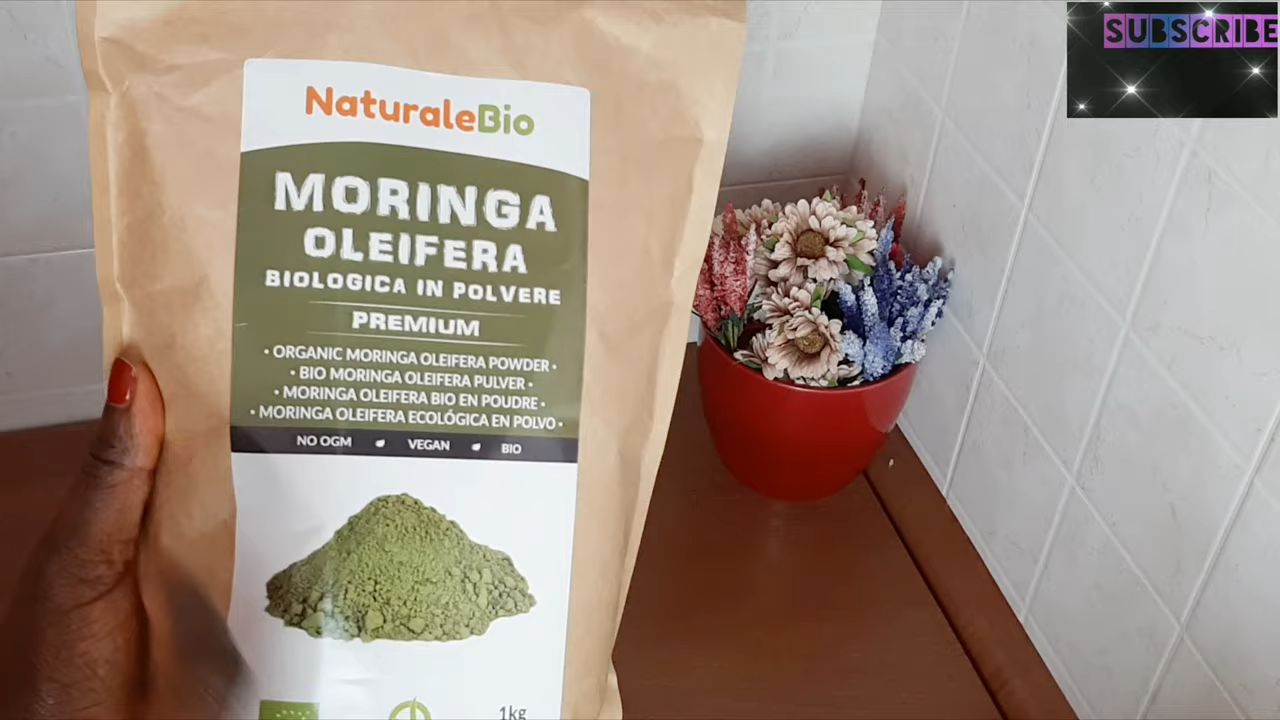 SUBSCRIBE
NaturaleBio
MORINGA
OLEIFERA
BIOLOGICA IN POLVERE
PREMIUM
• ORGANIC MORINGA OLEIFERA POWDER •
• BIO MORINGA OLEIFERA PULVER •
• MORINGA OLEIFERA BIO EN POUDRE •
• MORINGA OLEIFERA ECOLÓGICA EN POLVO •
NO OGM VEGAN BIO
1kg